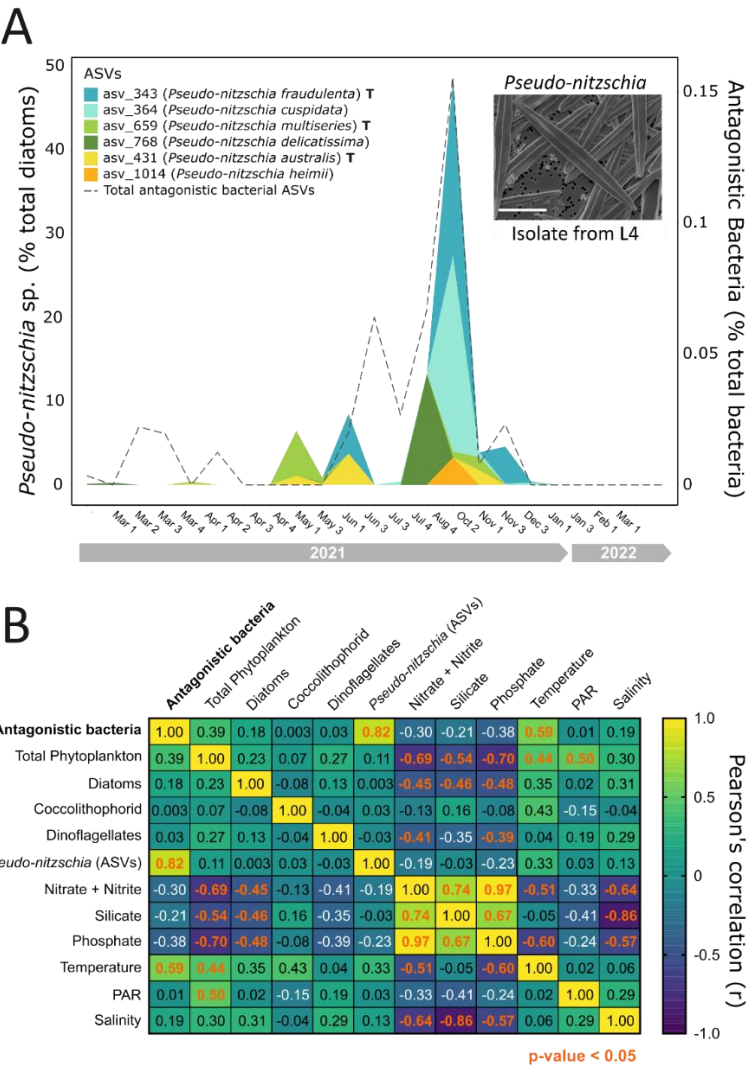 A
Pseudo-nitzschia sp. (% total diatoms)
50
40
30
20
10
0
ASVs
asv_343 (Pseudo-nitzschia fraudulenta) T
asv_364 (Pseudo-nitzschia cuspidata)
asv_659 (Pseudo-nitzschia multiseries) T
asv_768 (Pseudo-nitzschia delicatissima)
asv_431 (Pseudo-nitzschia australis) T
asv_1014 (Pseudo-nitzschia heimii)
Total antagonistic bacterial ASVs
Pseudo-nitzschia
Isolate from L4
0.15
0.1
0.05
0
Antagonistic Bacteria (% total bacteria)
Mar 1 Mar 2 Mar 3 Mar 4 Apr 1 Apr 2 Apr 3 Apr 4 May 1 May 3 Jun 1 Jun 3 Jul 3 Jul 4 Aug 4 Oct 2 Nov 1 Nov 3 Dec 3 Jan 1 Jan 3 Feb 1 Mar 1
2021 2022
B
Antagonistic bacteria Total Phytoplankton Diatoms Coccolithophorid Dinoflagellates Pseudo-nitzschia (ASVs) Nitrate + Nitrite Silicate Phosphate Temperature PAR Salinity
Antagonistic bacteria 1.00 0.39 0.18 0.003 0.03 0.82 -0.30 -0.21 -0.38 0.59 0.01 0.19
Total Phytoplankton 0.39 1.00 0.23 0.07 0.27 0.11 -0.69 -0.54 -0.70 0.44 0.50 0.30
Diatoms 0.18 0.23 1.00 -0.08 0.13 0.003 -0.45 -0.46 -0.48 0.35 0.02 0.31
Coccolithophorid 0.003 0.07 -0.08 1.00 -0.04 0.03 -0.13 0.16 -0.08 0.43 -0.15 -0.04
Dinoflagellates 0.03 0.27 0.13 -0.04 1.00 -0.03 -0.41 -0.35 -0.39 0.04 0.19 0.29
eudo-nitzschia (ASVs) 0.82 0.11 0.003 0.03 -0.03 1.00 -0.19 -0.03 -0.23 0.33 0.03 0.13
Nitrate + Nitrite -0.30 -0.69 -0.45 -0.13 -0.41 -0.19 1.00 0.74 0.97 -0.51 -0.33 -0.64
Silicate -0.21 -0.54 -0.46 0.16 -0.35 -0.03 0.74 1.00 0.67 -0.05 -0.41 -0.86
Phosphate -0.38 -0.70 -0.48 -0.08 -0.39 -0.23 0.97 0.67 1.00 -0.60 -0.24 -0.57
Temperature 0.59 0.44 0.35 0.43 0.04 0.33 -0.51 -0.05 -0.60 1.00 0.02 0.06
PAR 0.01 0.50 0.02 -0.15 0.19 0.03 -0.33 -0.41 -0.24 0.02 1.00 0.29
Salinity 0.19 0.30 0.31 -0.04 0.29 0.13 -0.64 -0.86 -0.57 0.06 0.29 1.00
1.0
0.5
0
-0.5
-1.0
Pearson's correlation (r)
p-value < 0.05